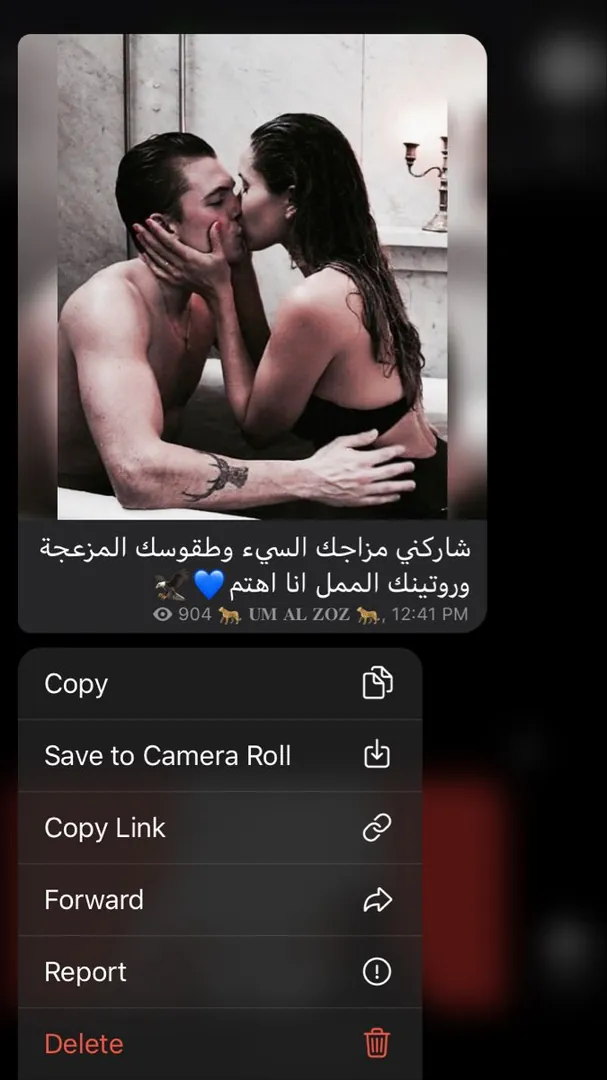 شاركني مزاجك السيء وطقوسك المزعجة
وروتينك الممل انا اهتم 💙🦅
904 🐆 UM AL ZOZ 🐆, 12:41 PM
Copy
Save to Camera Roll
Copy Link
Forward
Report
Delete